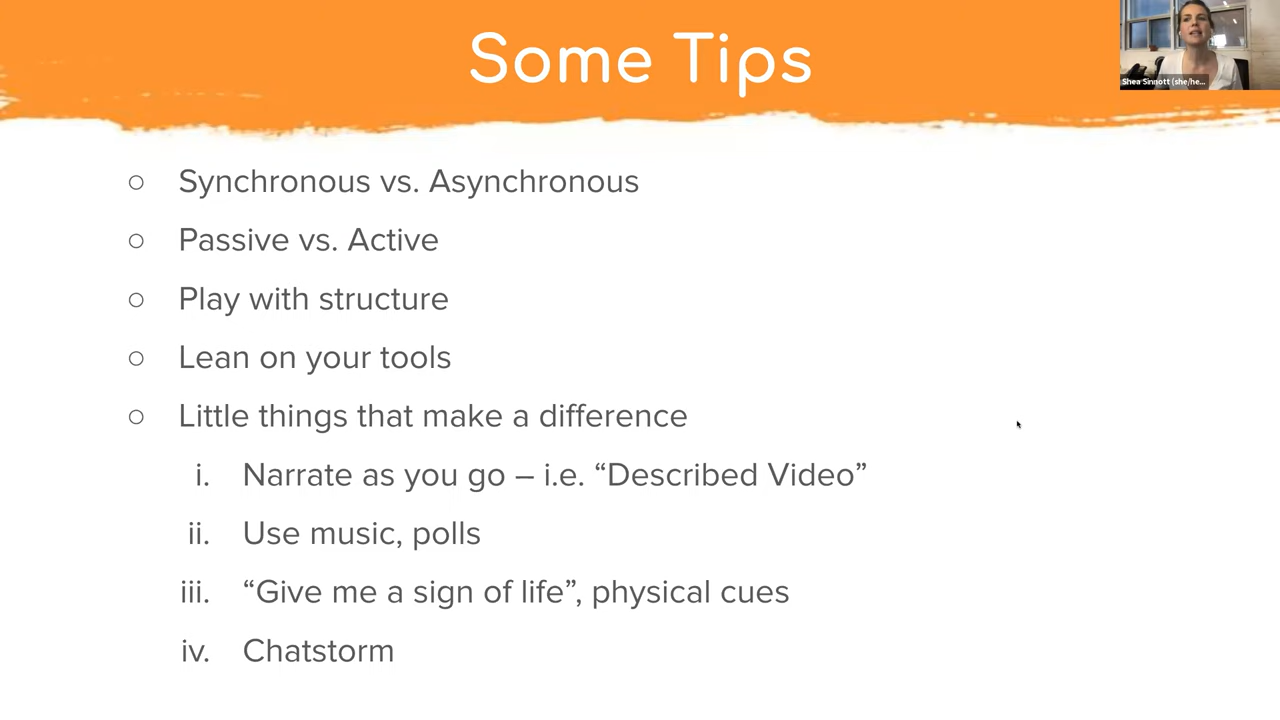 Some Tips
Shea Sinnott (she/he...
○ Synchronous vs. Asynchronous
○ Passive vs. Active
○ Play with structure
○ Lean on your tools
○ Little things that make a difference
i. Narrate as you go – i.e. “Described Video”
ii. Use music, polls
iii. “Give me a sign of life”, physical cues
iv. Chatstorm